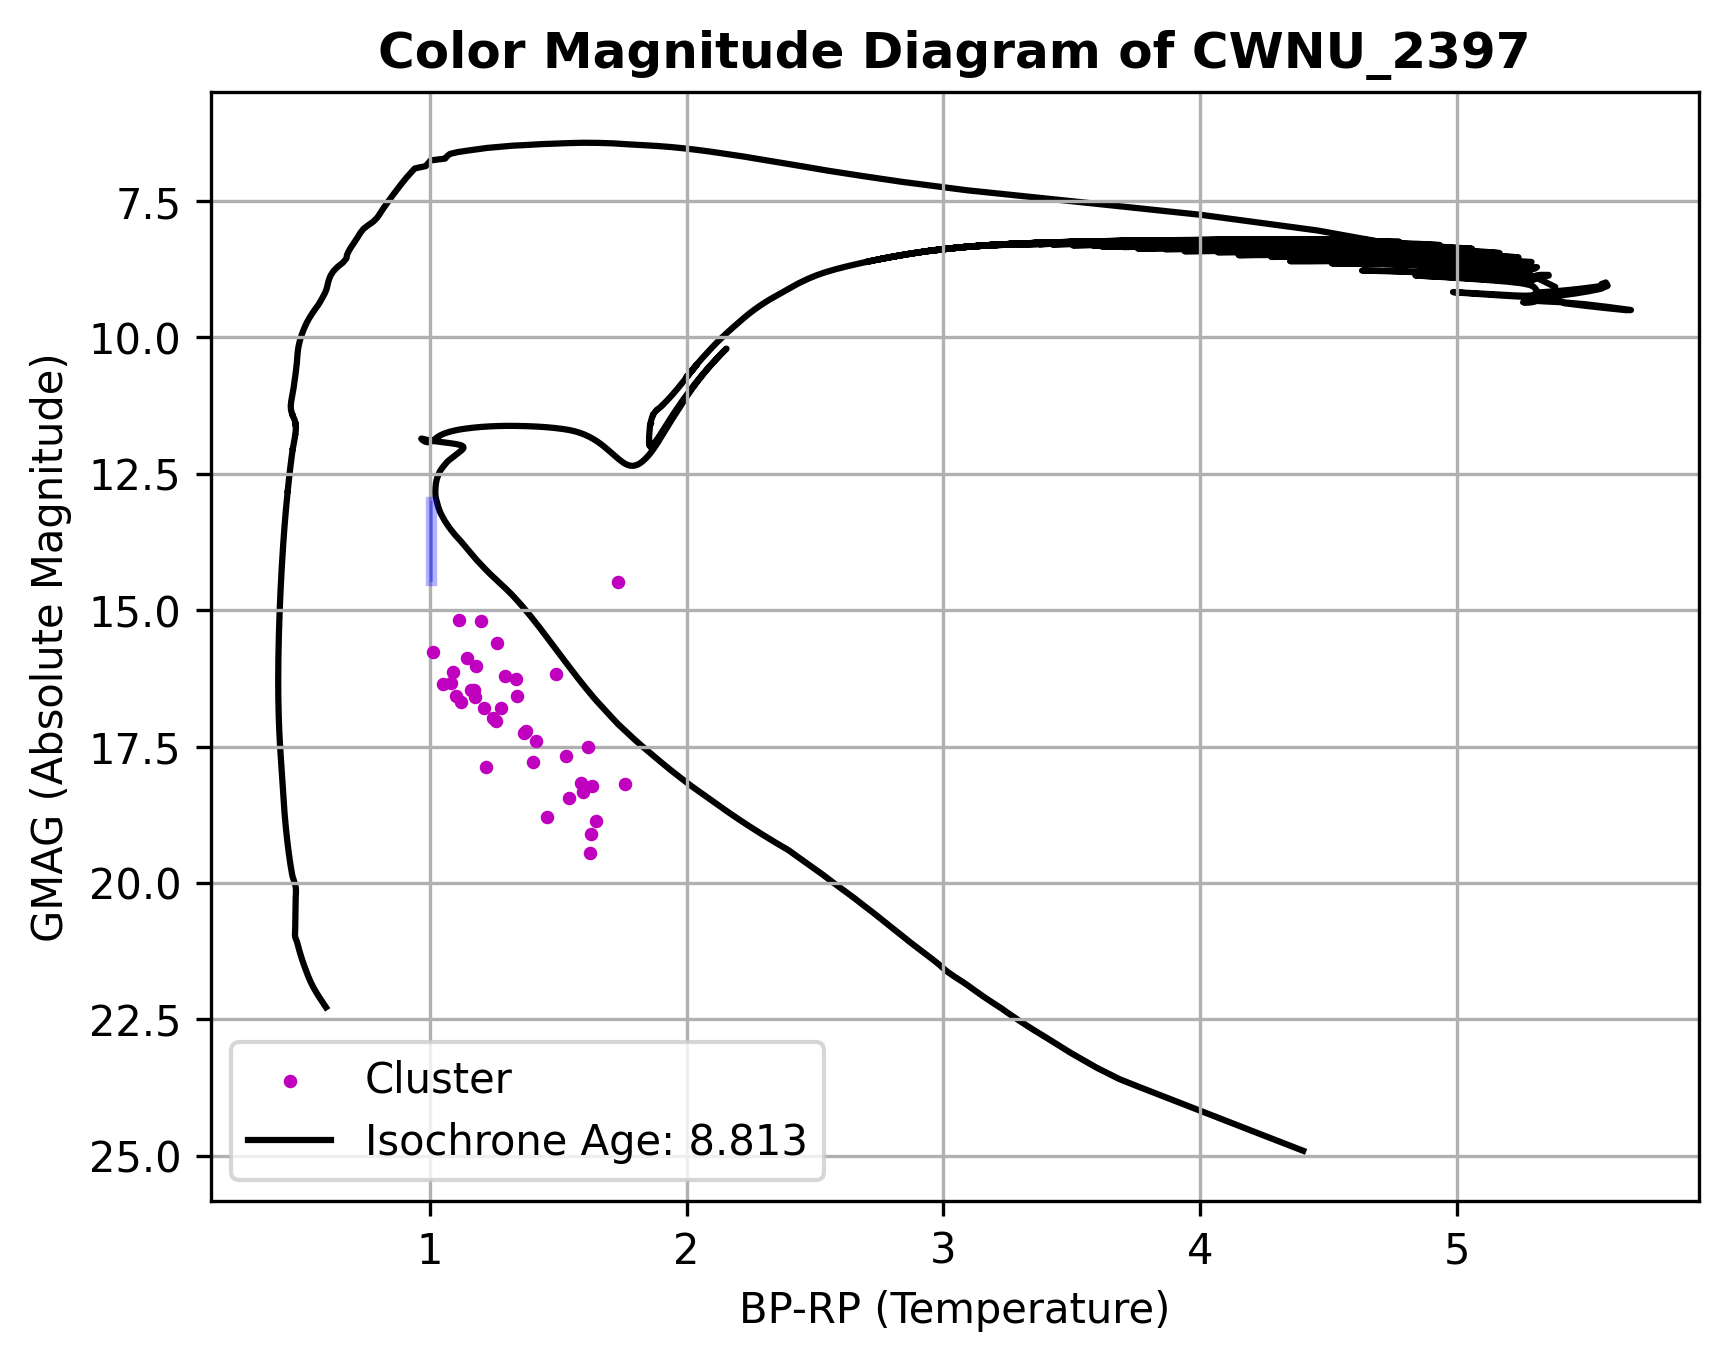 Color Magnitude Diagram of CWNU_2397
GMAG (Absolute Magnitude)
7.5
10.0
12.5
15.0
17.5
20.0
22.5
25.0
Cluster
Isochrone Age: 8.813
1
2
3
4
5
BP-RP (Temperature)